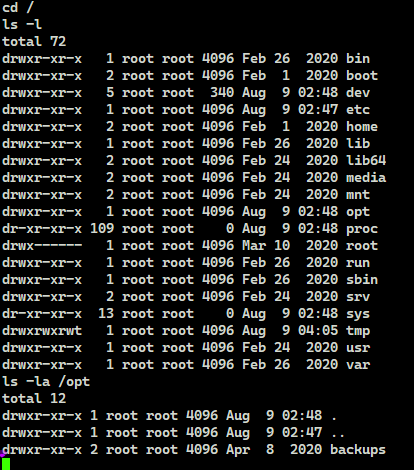 cd /
ls -l
total 72
drwxr-xr-x   1 root root 4096 Feb 26  2020 bin
drwxr-xr-x   2 root root 4096 Feb  1  2020 boot
drwxr-xr-x   5 root root  340 Aug  9 02:48 dev
drwxr-xr-x   1 root root 4096 Aug  9 02:47 etc
drwxr-xr-x   2 root root 4096 Feb  1  2020 home
drwxr-xr-x   1 root root 4096 Feb 26  2020 lib
drwxr-xr-x   2 root root 4096 Feb 24  2020 lib64
drwxr-xr-x   2 root root 4096 Feb 24  2020 media
drwxr-xr-x   2 root root 4096 Feb 24  2020 mnt
drwxr-xr-x   1 root root 4096 Aug  9 02:48 opt
dr-xr-xr-x 109 root root    0 Aug  9 02:48 proc
drwx------   1 root root 4096 Mar 10  2020 root
drwxr-xr-x   1 root root 4096 Feb 26  2020 run
drwxr-xr-x   1 root root 4096 Feb 26  2020 sbin
drwxr-xr-x   2 root root 4096 Feb 24  2020 srv
dr-xr-xr-x  13 root root    0 Aug  9 02:48 sys
drwxrwxrwt   1 root root 4096 Aug  9 04:05 tmp
drwxr-xr-x   1 root root 4096 Feb 24  2020 usr
drwxr-xr-x   1 root root 4096 Feb 26  2020 var
ls -la /opt
total 12
drwxr-xr-x 1 root root 4096 Aug  9 02:48 .
drwxr-xr-x 1 root root 4096 Aug  9 02:47 ..
drwxr-xr-x 2 root root 4096 Apr  8  2020 backups